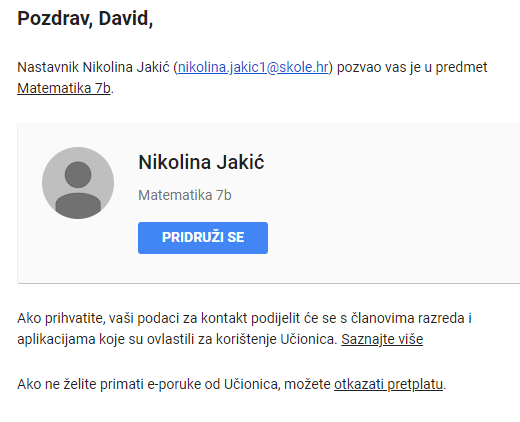 Pozdrav, David,
Nastavnik Nikolina Jakić (nikolina.jakic1@skole.hr) pozvao vas je u predmet
Matematika 7b.
Nikolina Jakić
Matematika 7b
PRIDRUŽI SE
Ako prihvatite, vaši podaci za kontakt podijelit će se s članovima razreda i
aplikacijama koje su ovlastili za korištenje Učionica. Saznajte više
Ako ne želite primati e-poruke od Učionica, možete otkazati pretplatu.